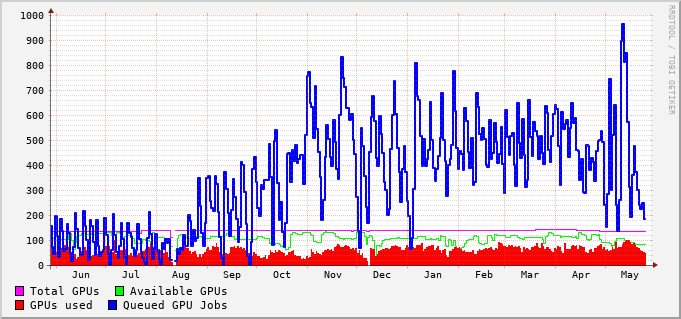 1000
900
800
700
600
500
400
300
200
100
0
Jun Jul Aug Sep Oct Nov Dec Jan Feb Mar Apr May
Total GPUs Available GPUs
GPUs used Queued GPU Jobs
RRDTOOL / TOBI OETIKER